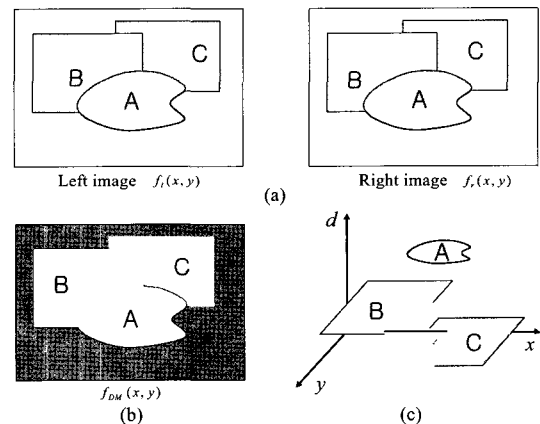 B C A
B C A
Left image f_l(x, y)
Right image f_r(x, y)
(a)
B C A
f_DM(x, y)
(b)
d
A
B
C
x
y
(c)